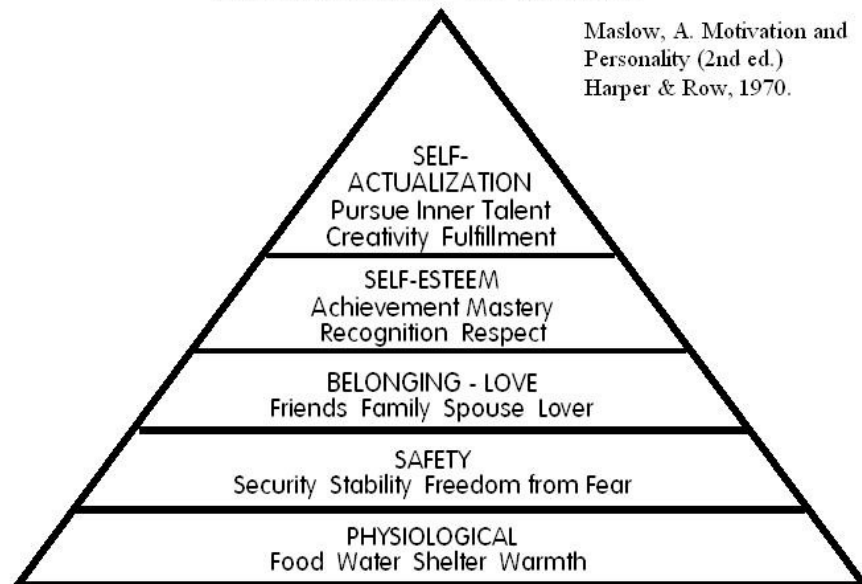 Maslow, A. Motivation and
Personality (2nd ed.)
Harper & Row, 1970.
SELF-
ACTUALIZATION
Pursue Inner Talent
Creativity Fulfillment
SELF-ESTEEM
Achievement Mastery
Recognition Respect
BELONGING - LOVE
Friends Family Spouse Lover
SAFETY
Security Stability Freedom from Fear
PHYSIOLOGICAL
Food Water Shelter Warmth